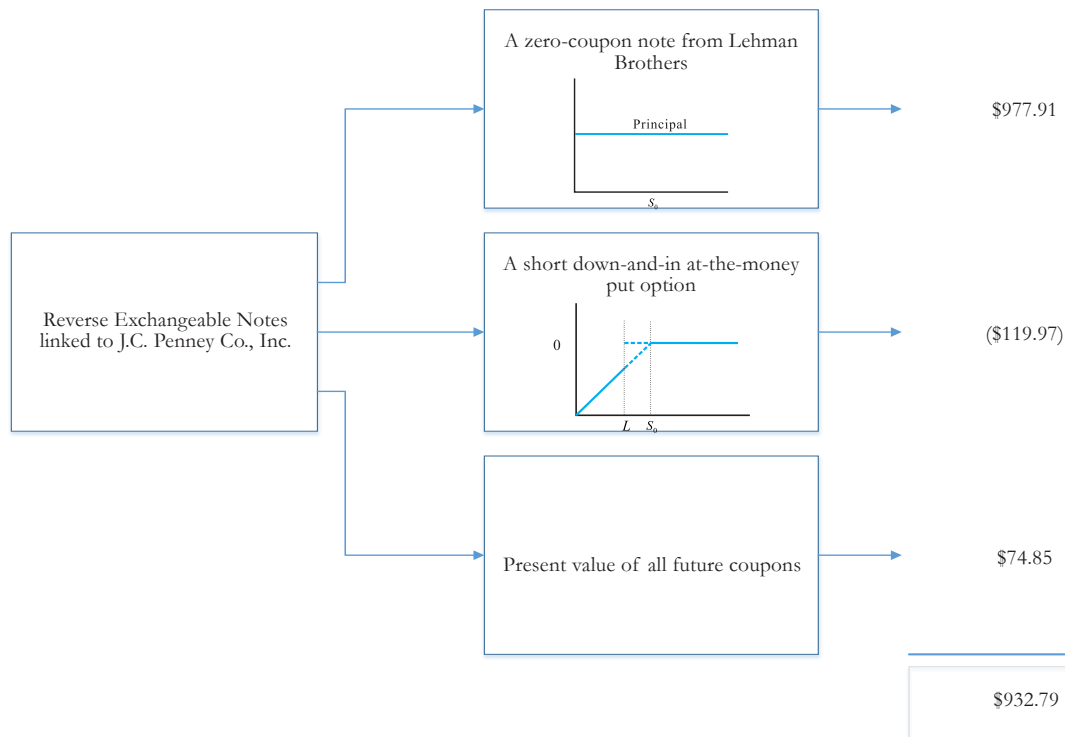 A zero-coupon note from Lehman
Brothers
Principal
S₀
$977.91
Reverse Exchangeable Notes
linked to J.C. Penney Co., Inc.
A short down-and-in at-the-money
put option
0
L S₀
($119.97)
Present value of all future coupons
$74.85
$932.79